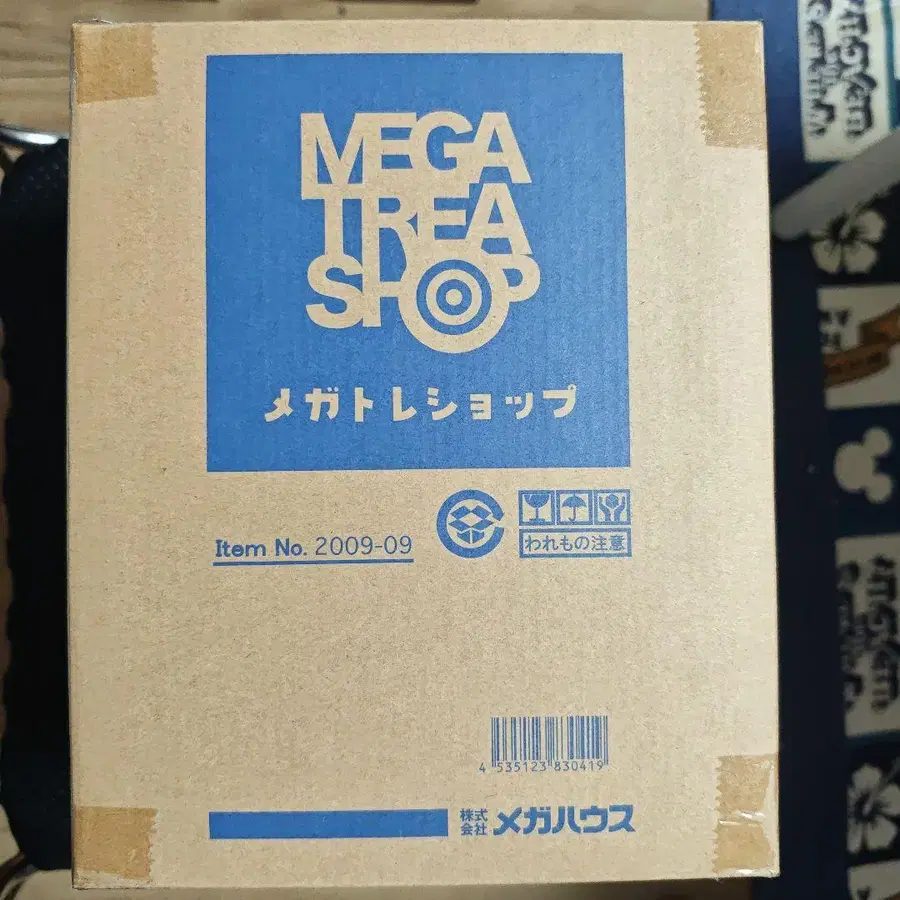 MEGA
TREA
SHOP
メガトレショップ
Item No. 2009-09
われもの注意
4 535123 830419
株式会社 メガハウス